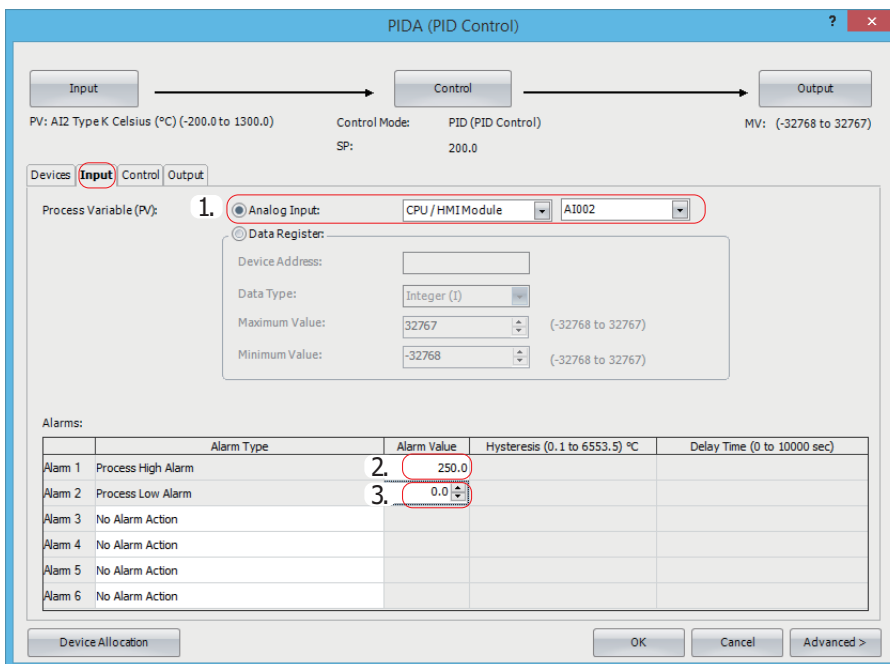 PIDA (PID Control)
? ×
Input Control Output
PV: AI2 Type K Celsius (°C) (-200.0 to 1300.0) Control Mode: PID (PID Control) MV: (-32768 to 32767)
SP: 200.0
Devices Input Control Output
Process Variable (PV): 1. Analog Input: CPU / HMI Module AI002
Data Register:
Device Address:
Data Type: Integer (I)
Maximum Value: 32767 (-32768 to 32767)
Minimum Value: -32768 (-32768 to 32767)
Alarms:
Alarm Type Alarm Value Hysteresis (0.1 to 6553.5) °C Delay Time (0 to 10000 sec)
Alarm 1 Process High Alarm 2. 250.0
Alarm 2 Process Low Alarm 3. 0.0
Alarm 3 No Alarm Action
Alarm 4 No Alarm Action
Alarm 5 No Alarm Action
Alarm 6 No Alarm Action
Device Allocation OK Cancel Advanced >